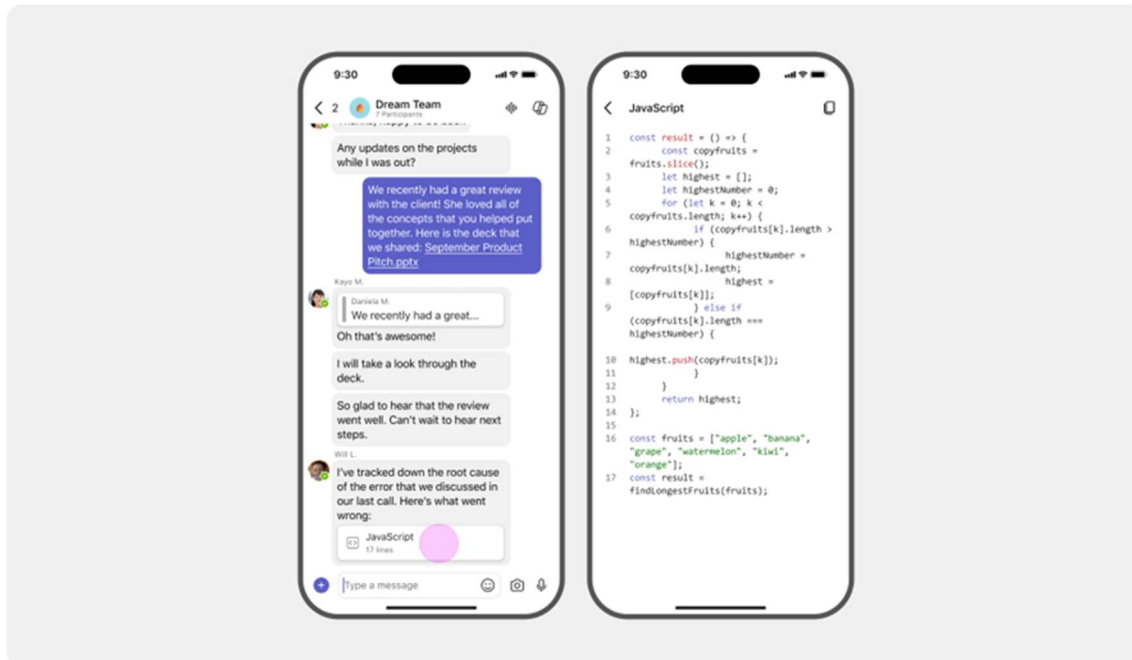 9:30
2 Dream Team
7 Participants
Any updates on the projects
while I was out?
We recently had a great review
with the client! She loved all of
the concepts that you helped put
together. Here is the deck that
we shared: September Product
Pitch.pptx
Kayo M.
Daniela M.
We recently had a great...
Oh that's awesome!
I will take a look through the
deck.
So glad to hear that the review
went well. Can't wait to hear next
steps.
Will L.
I've tracked down the root cause
of the error that we discussed in
our last call. Here's what went
wrong:
JavaScript
17 lines
Type a message
9:30
JavaScript
1 const result = () => {
2 const copyfruits =
fruits.slice();
3 let highest = [];
4 let highestNumber = 0;
5 for (let k = 0; k <
copyfruits.length; k++) {
6 if (copyfruits[k].length >
highestNumber) {
7 highestNumber =
copyfruits[k].length;
8 highest =
[copyfruits[k]];
9 } else if
(copyfruits[k].length ===
highestNumber) {
10 highest.push(copyfruits[k]);
11 }
12 }
13 return highest;
14 };
15
16 const fruits = ["apple", "banana",
"grape", "watermelon", "kiwi",
"orange"];
17 const result =
findLongestFruits(fruits);